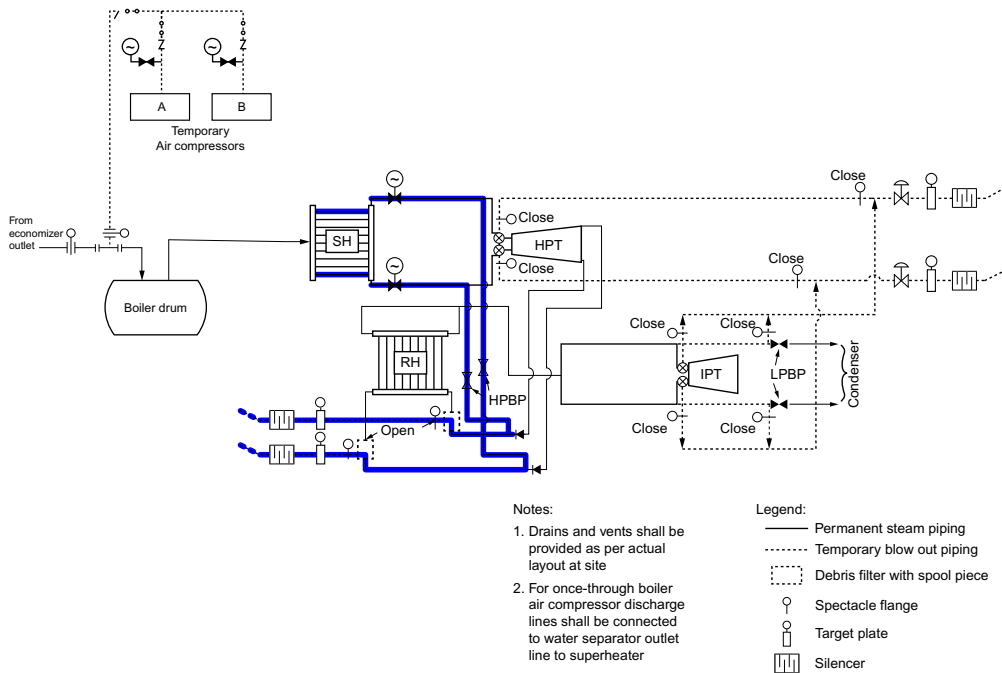 A
B
Temporary
Air compressors
From
economizer
outlet
Boiler drum
~
~
SH
~
~
Close
Close
HPT
Close
Close
RH
HPBP
Open
Close
Close
IPT
LPBP
Condenser
Close
Close
Notes:
1. Drains and vents shall be
provided as per actual
layout at site
2. For once-through boiler
air compressor discharge
lines shall be connected
to water separator outlet
line to superheater
Legend:
Permanent steam piping
Temporary blow out piping
Debris filter with spool piece
Spectacle flange
Target plate
Silencer